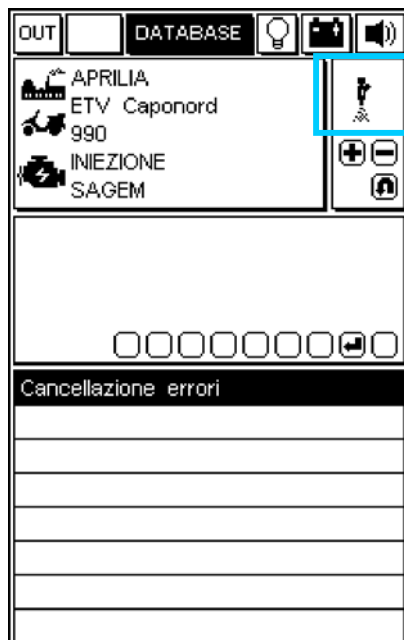 OUT DATABASE
APRILIA
ETV Caponord
990
INIEZIONE
SAGEM
Cancellazione errori